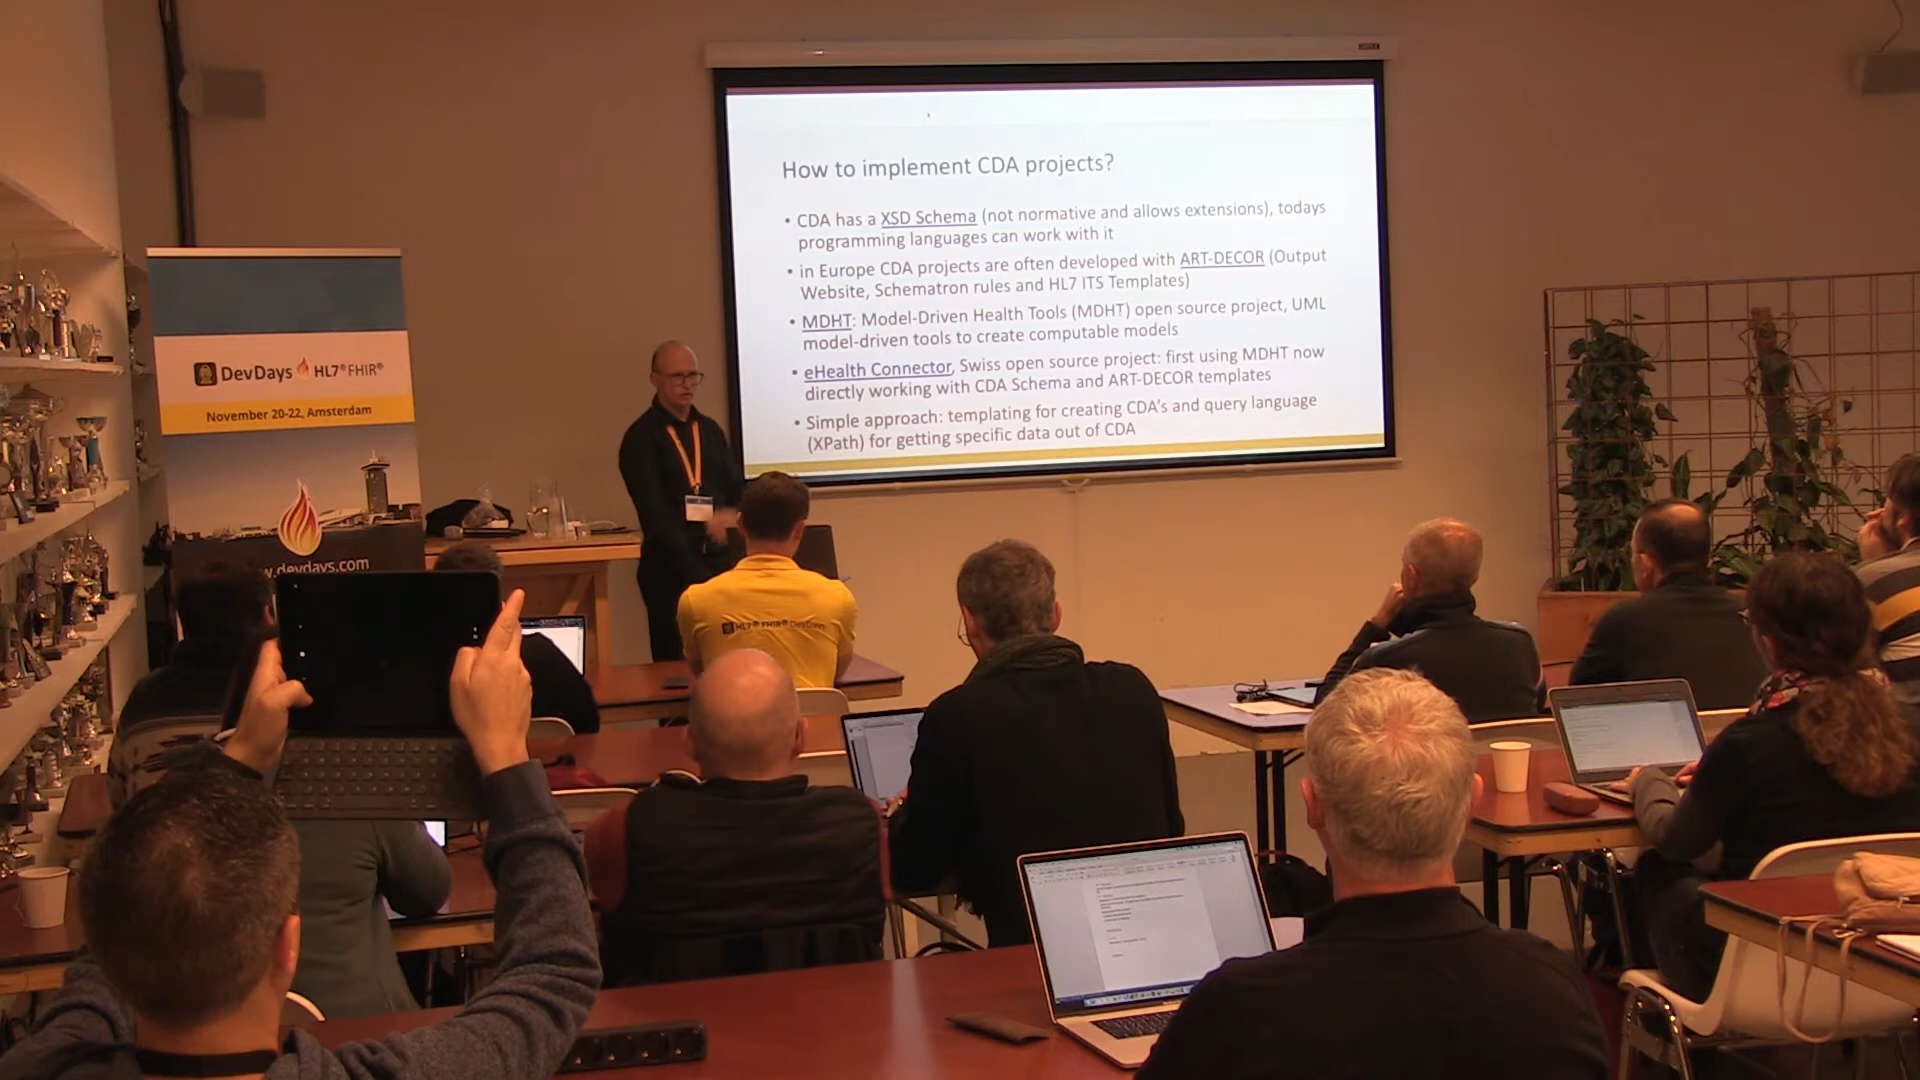 How to implement CDA projects?
• CDA has a XSD Schema (not normative and allows extensions), todays
programming languages can work with it
• in Europe CDA projects are often developed with ART-DECOR (Output
Website, Schematron rules and HL7 ITS Templates)
• MDHT: Model-Driven Health Tools (MDHT) open source project, UML
model-driven tools to create computable models
• eHealth Connector, Swiss open source project: first using MDHT now
directly working with CDA Schema and ART-DECOR templates
• Simple approach: templating for creating CDA's and query language
(XPath) for getting specific data out of CDA
DevDays HL7® FHIR®
November 20-22, Amsterdam
w.devdays.com
HL7® FHIR® DevDays